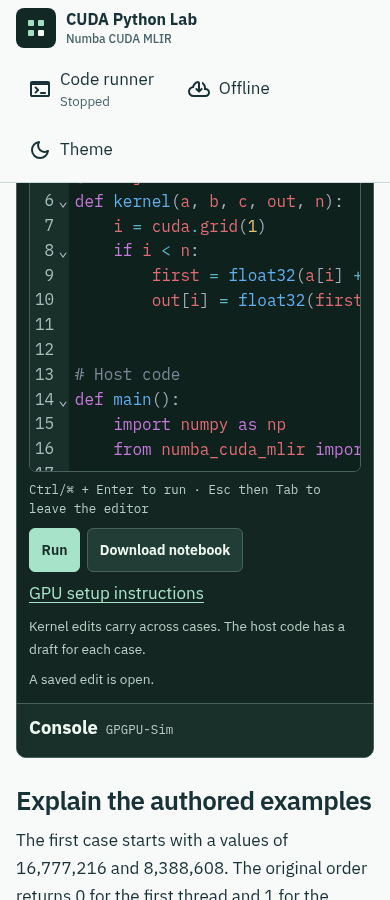 CUDA Python Lab
Numba CUDA MLIR
Code runner
Stopped
Offline
Theme
6 def kernel(a, b, c, out, n):
7 i = cuda.grid(1)
8 if i < n:
9 first = float32(a[i] +
10 out[i] = float32(first
11
12
13 # Host code
14 def main():
15 import numpy as np
16 from numba_cuda_mlir impor
Ctrl/⌘ + Enter to run · Esc then Tab to
leave the editor
Run
Download notebook
GPU setup instructions
Kernel edits carry across cases. The host code has a
draft for each case.
A saved edit is open.
Console GPGPU-Sim
Explain the authored examples
The first case starts with a values of
16,777,216 and 8,388,608. The original order
returns 0 for the first thread and 1 for the